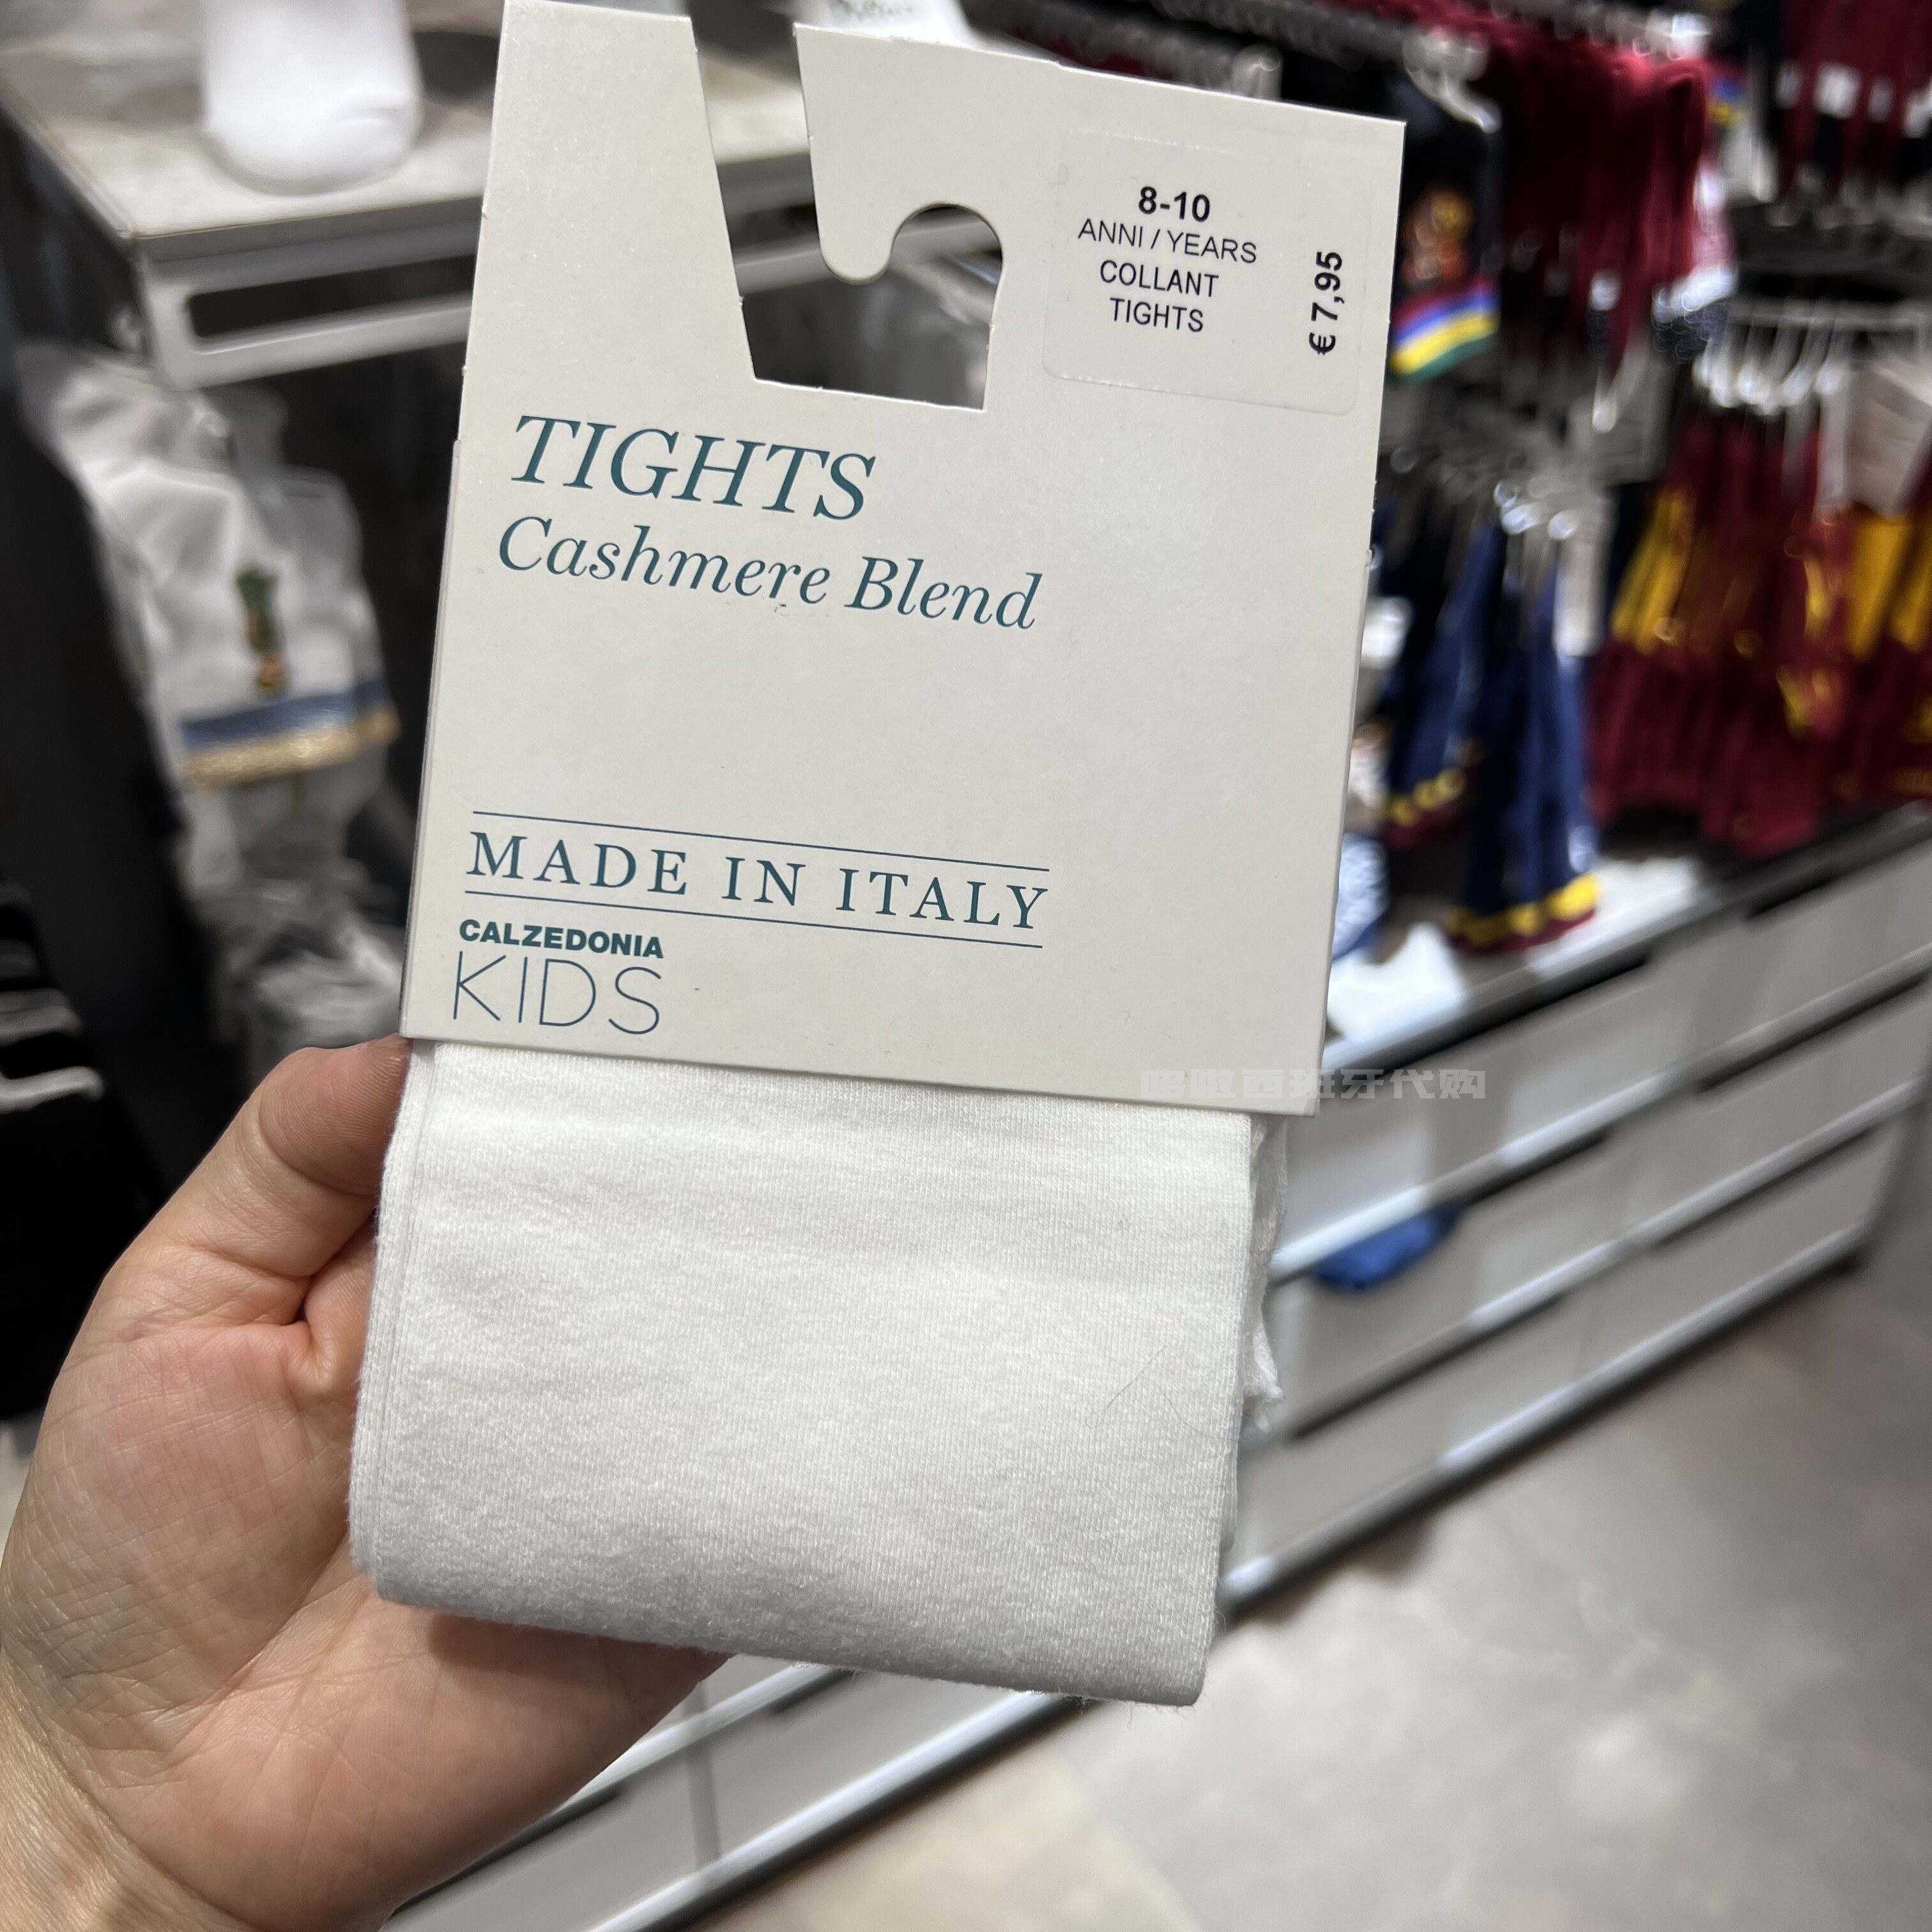 8-10
ANNI / YEARS
COLLANT
TIGHTS
€ 7,95
TIGHTS
Cashmere Blend
MADE IN ITALY
CALZEDONIA
KIDS
西班牙代购